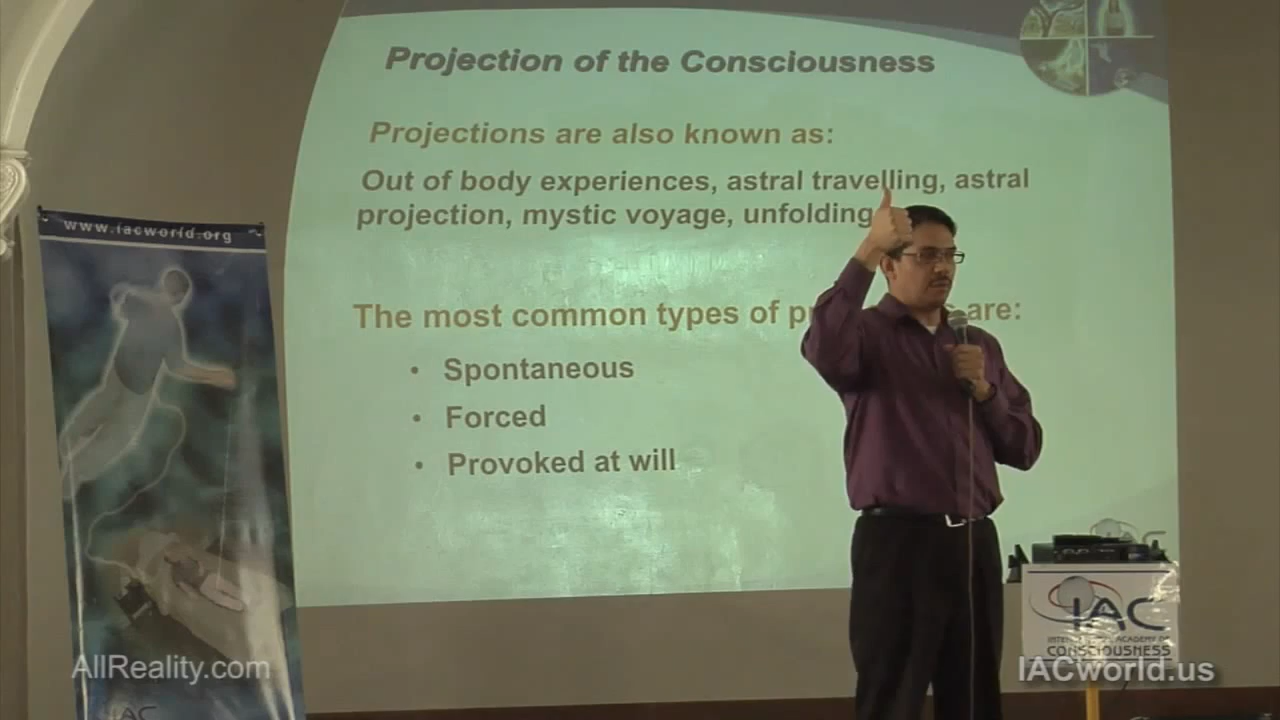 Projection of the Consciousness
Projections are also known as:
Out of body experiences, astral travelling, astral
projection, mystic voyage, unfolding
The most common types of are:
• Spontaneous
• Forced
• Provoked at will
www.iacworld.org
IAC
IAC
CONSCIOUSNESS
AllReality.com
IACworld.us